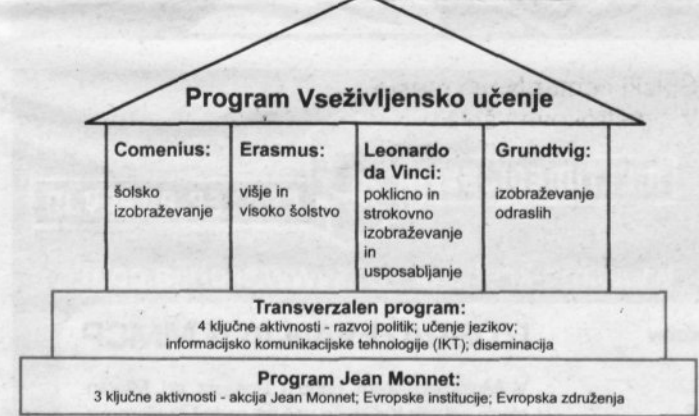 Program Vseživljensko učenje
Comenius:
šolsko
izobraževanje
Erasmus:
višje in
visoko šolstvo
Leonardo
da Vinci:
poklicno in
strokovno
izobraževanje
in
usposabljanje
Grundtvig:
izobraževanje
odraslih
Transverzalen program:
4 ključne aktivnosti - razvoj politik; učenje jezikov;
informacijsko komunikacijske tehnologije (IKT); diseminacija
Program Jean Monnet:
3 ključne aktivnosti - akcija Jean Monnet; Evropske institucije; Evropska združenja